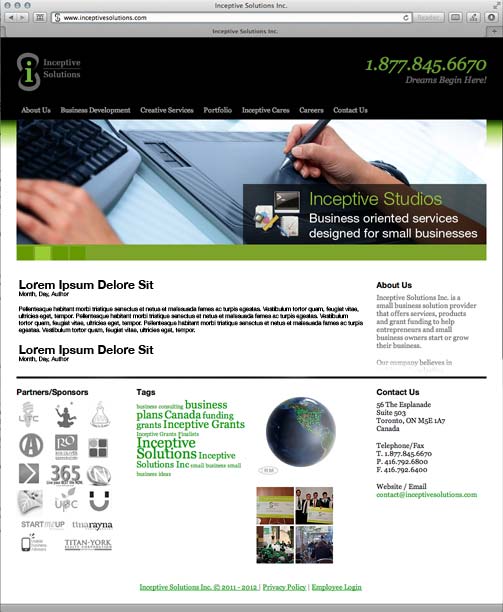 Inceptive Solutions Inc.
www.inceptivesolutions.com
Reader
Inceptive Solutions Inc.
i
Inceptive
Solutions
1.877.845.6670
Dreams Begin Here!
About Us Business Development Creative Services Portfolio Inceptive Cares Careers Contact Us
Inceptive Studios
Business oriented services
designed for small businesses
Lorem Ipsum Delore Sit
Month, Day, Author
Pellentesque habitant morbi tristique senectus et netus et malesuada fames ac turpis egestas. Vestibulum tortor quam, feugiat vitae,
ultricies eget, tempor. Pellentesque habitant morbi tristique senectus et netus et malesuada fames ac turpis egestas. Vestibulum
tortor quam, feugiat vitae, ultricies eget, tempor. Pellentesque habitant morbi tristique senectus et netus et malesuada fames ac turpis
egestas. Vestibulum tortor quam, feugiat vitae, ultricies eget, tempor.
Lorem Ipsum Delore Sit
Month, Day, Author
About Us
Inceptive Solutions Inc. is a
small business solution provider
that offers services, products
and grant funding to help
entrepreneurs and small
business owners start or grow
their business.
Our company believes in
Partners/Sponsors
A
RO
365
UPC
U
STARTMEUP
tinarayna
TITAN-YORK
Tags
business consulting business
plans Canada funding
grants Inceptive Grants
Inceptive Grants Finalists
Inceptive
Solutions Inceptive
Solutions Inc small business small
business ideas
RM
Contact Us
56 The Esplanade
Suite 503
Toronto, ON M5E 1A7
Canada
Telephone/Fax
T. 1.877.845.6670
P. 416.792.6800
F. 416.792.6400
Website / Email
contact@inceptivesolutions.com
Inceptive Solutions Inc. © 2011 - 2012 | Privacy Policy | Employee Login